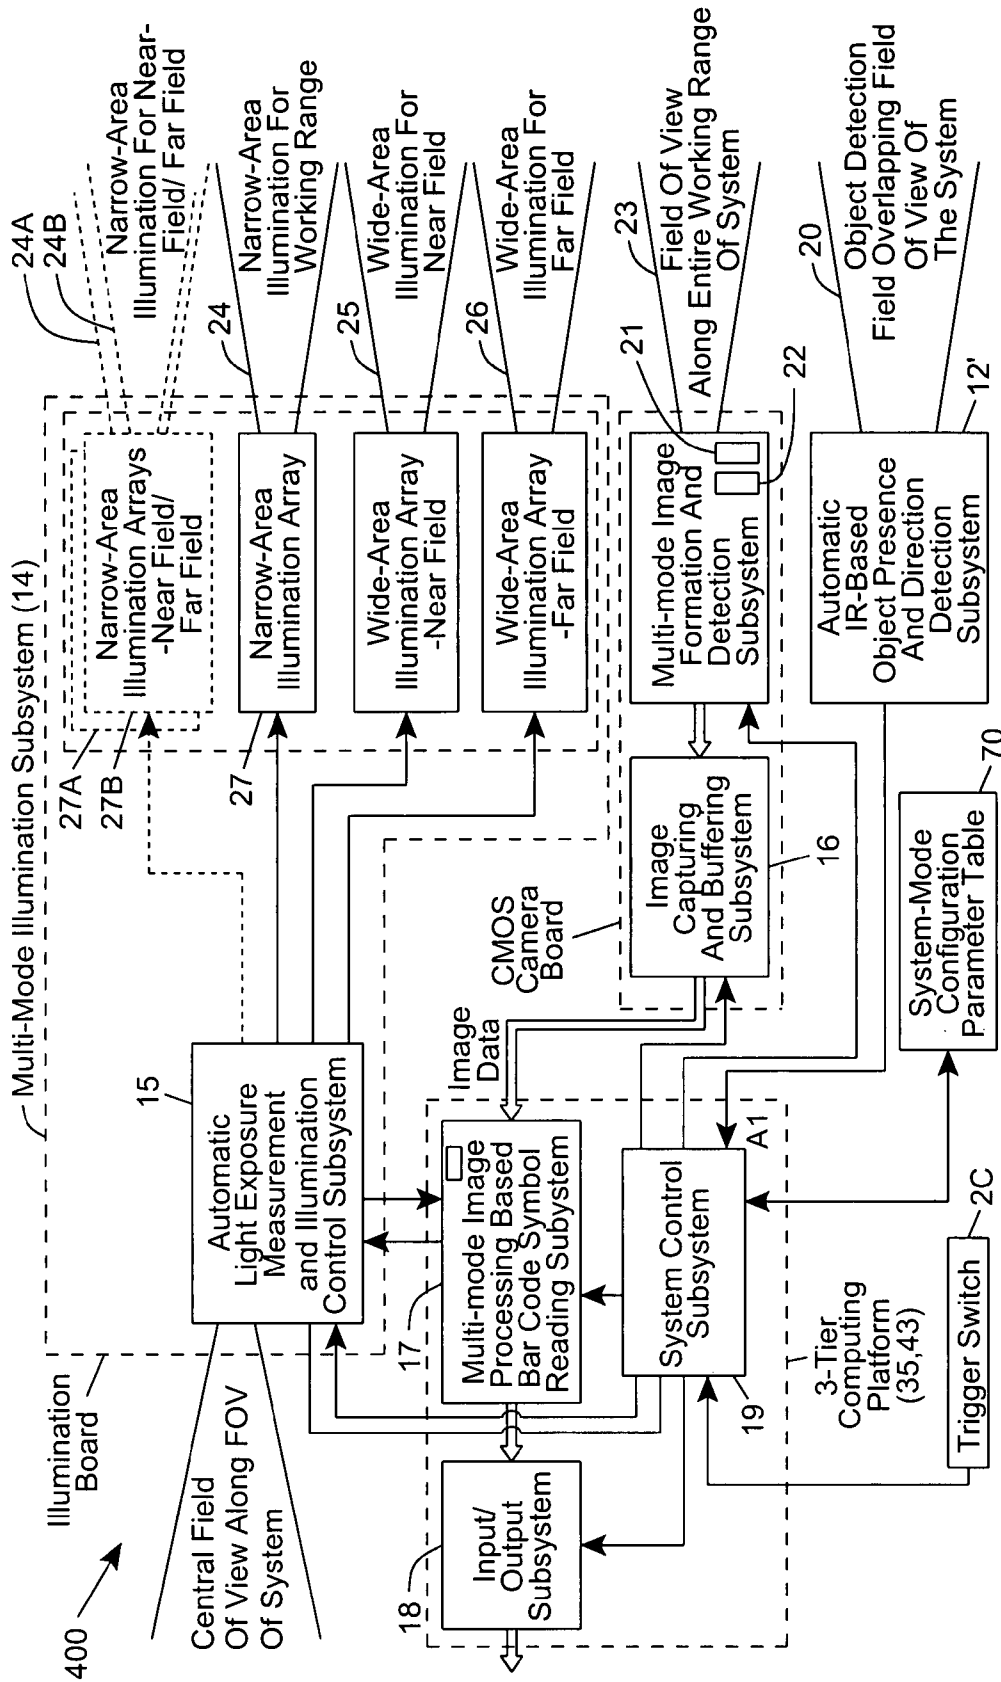 Multi-Mode Illumination Subsystem (14)
24A
24B
Narrow-Area
Illumination For Near-
Field/ Far Field
27A
27B
Narrow-Area
Illumination Arrays
-Near Field/
Far Field
24
Narrow-Area
Illumination For
Working Range
27
Narrow-Area
Illumination Array
25
Wide-Area
Illumination For
Near Field
Wide-Area
Illumination Array
-Near Field
26
Wide-Area
Illumination For
Far Field
Wide-Area
Illumination Array
-Far Field
15
Automatic
Light Exposure
Measurement
and Illumination
Control Subsystem
Illumination
Board
400
Central Field
Of View Along FOV
Of System
23
Field Of View
Along Entire Working Range
Of System
21
22
Multi-mode Image
Formation And
Detection
Subsystem
CMOS
Camera
Board
Image
Capturing
And Buffering
Subsystem
16
Image
Data
17
Multi-mode Image
Processing Based
Bar Code Symbol
Reading Subsystem
18
Input/
Output
Subsystem
System Control
Subsystem
19
A1
20
Object Detection
Field Overlapping Field
Of View Of
The System
12'
Automatic
IR-Based
Object Presence
And Direction
Detection
Subsystem
70
System-Mode
Configuration
Parameter Table
3-Tier
Computing
Platform
(35,43)
2C
Trigger Switch